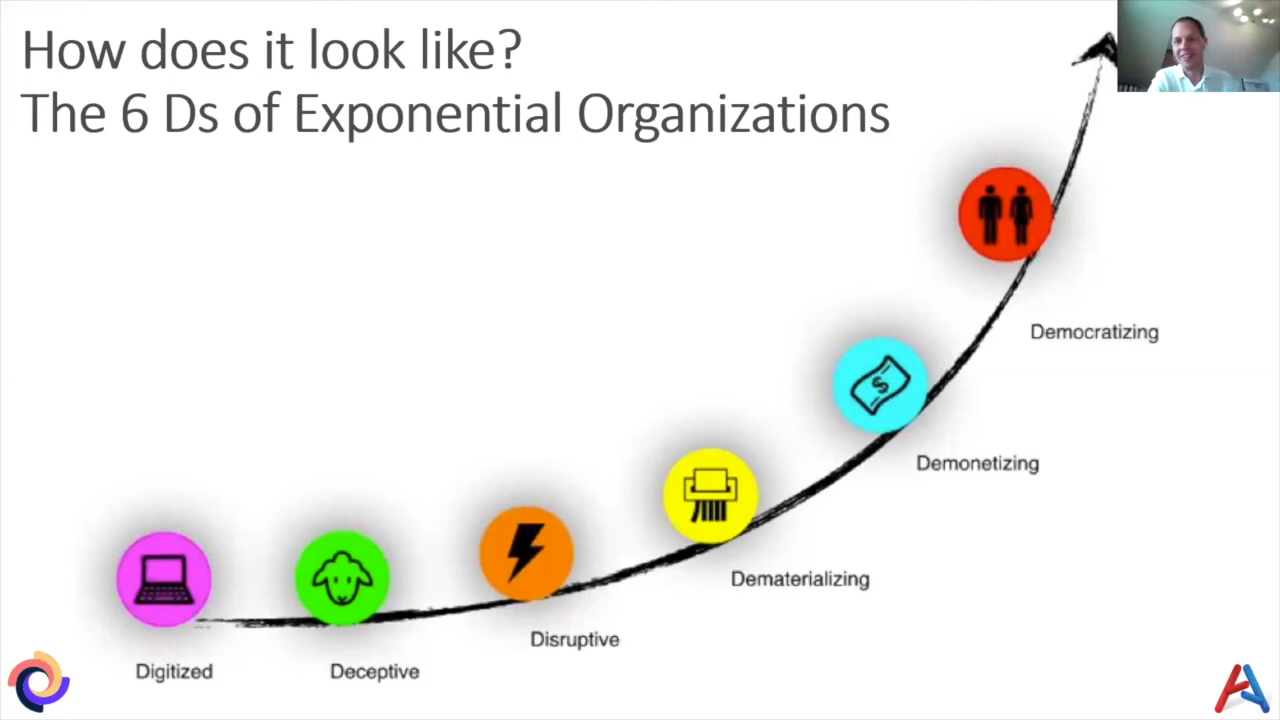 How does it look like?
The 6 Ds of Exponential Organizations
Democratizing
$
Demonetizing
Dematerializing
Disruptive
Digitized
Deceptive